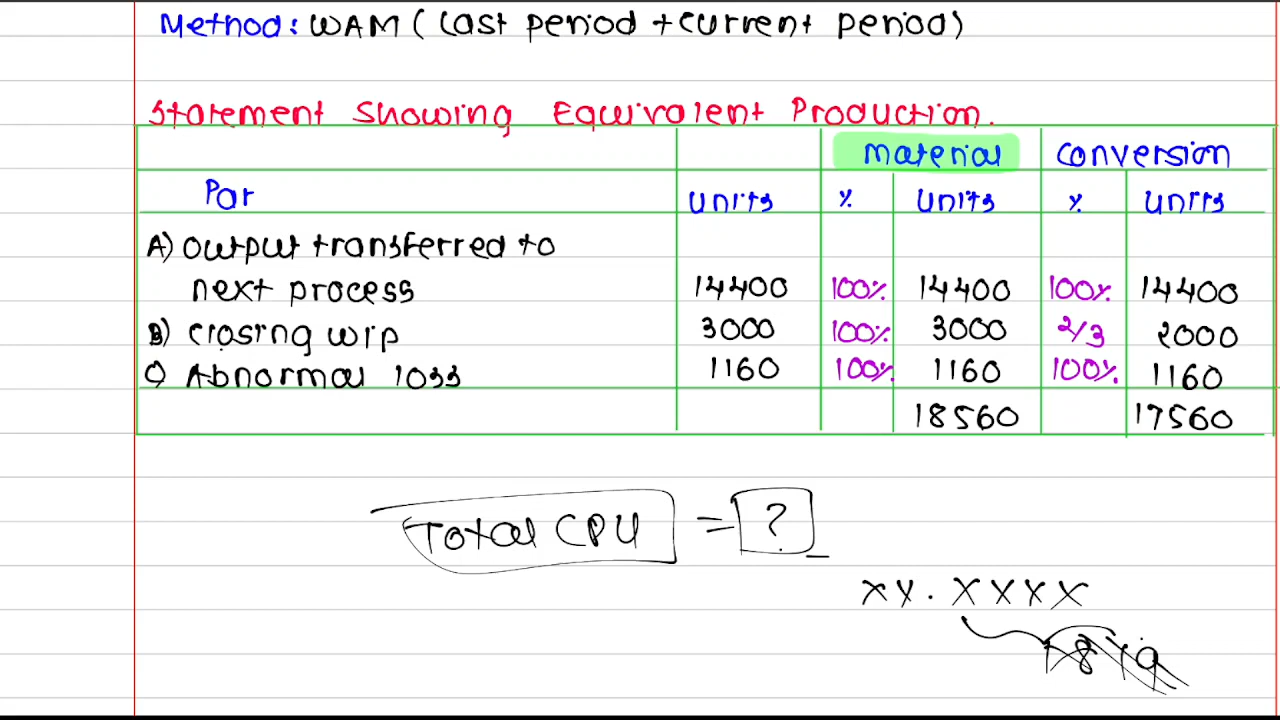 Method: WAM (Last period + current period)
Statement Showing Equivalent Production.
material conversion
Par units % units % units
A) output transferred to
next process 14400 100% 14400 100% 14400
B) closing wip 3000 100% 3000 2/3 2000
C) Abnormal loss 1160 100% 1160 100% 1160
18560 17560
Total CPU = ?
XY. XXXX